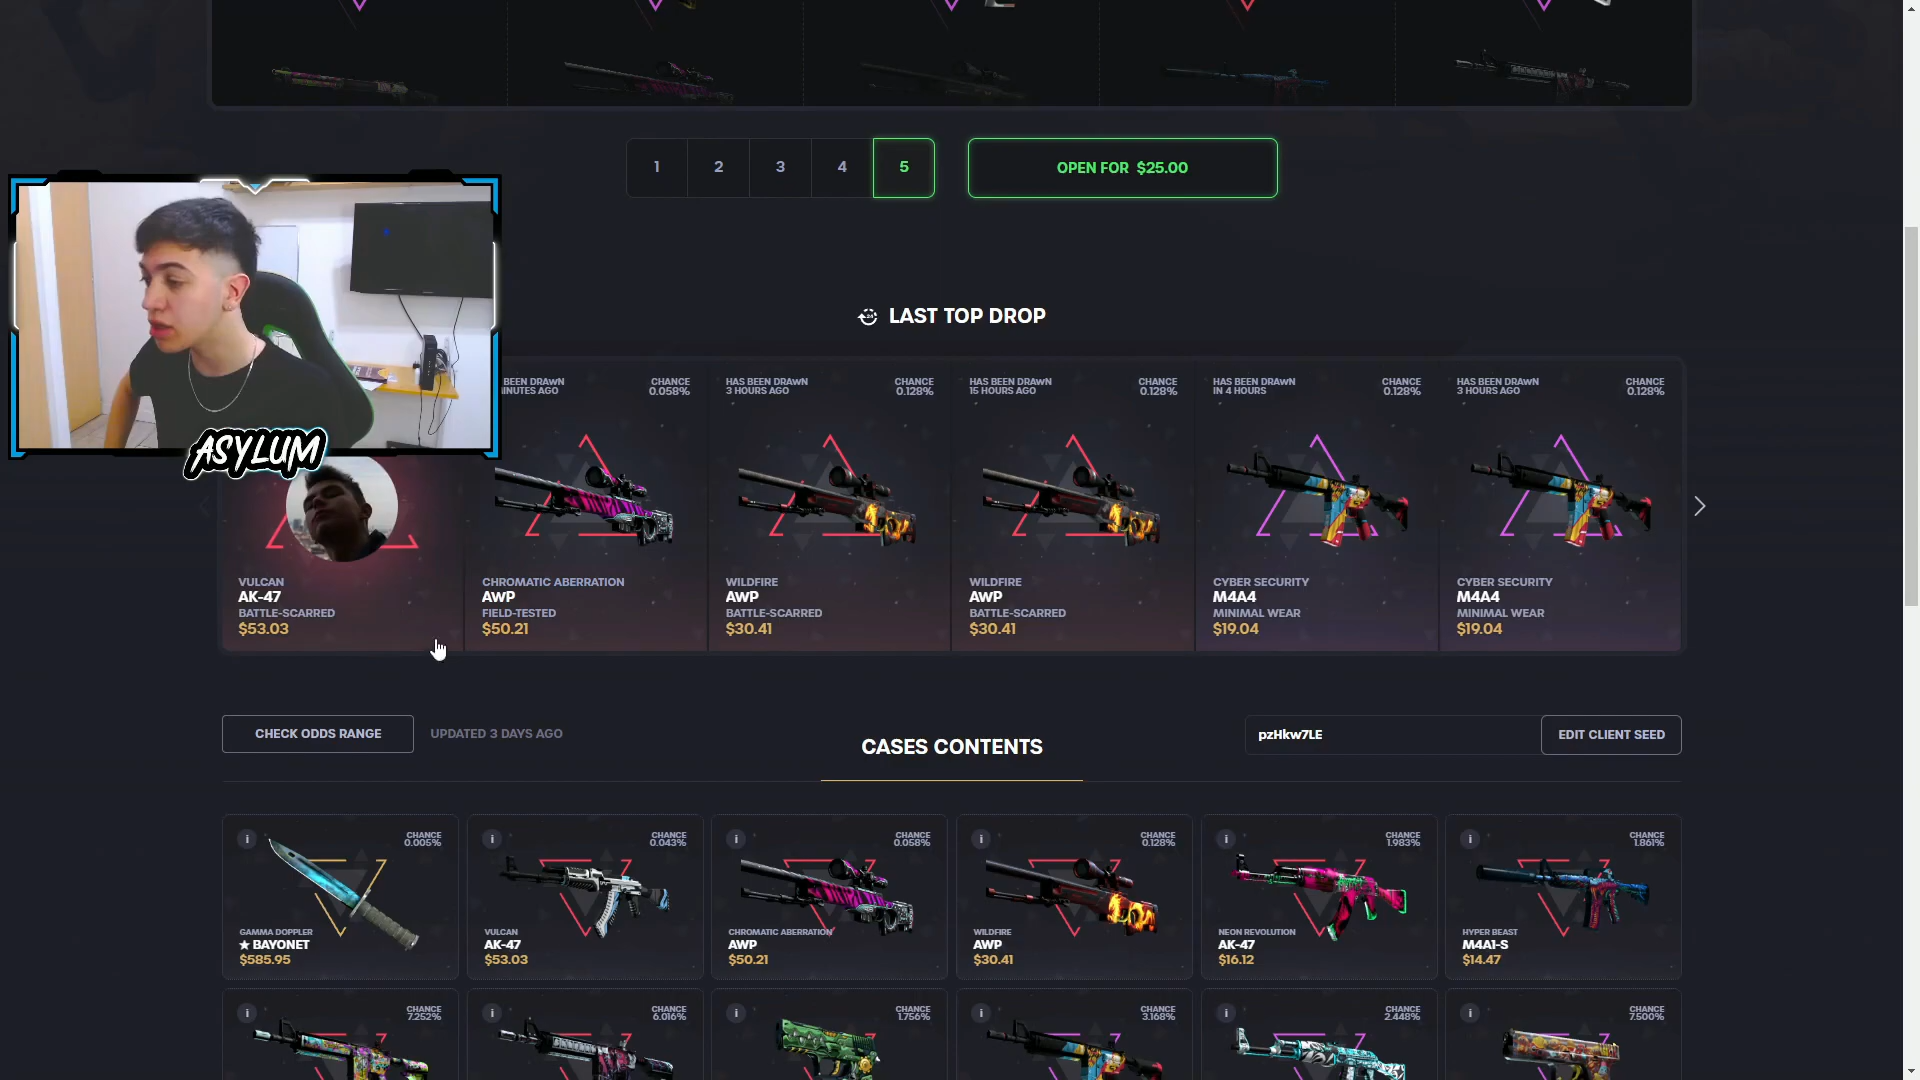 1
2
3
4
5
OPEN FOR $25.00
ASYLUM
LAST TOP DROP
VULCAN
AK-47
BATTLE-SCARRED
$53.03
BEEN DRAWN
INUTES AGO
CHANCE
0.058%
CHROMATIC ABERRATION
AWP
FIELD-TESTED
$50.21
HAS BEEN DRAWN
3 HOURS AGO
CHANCE
0.128%
WILDFIRE
AWP
BATTLE-SCARRED
$30.41
HAS BEEN DRAWN
15 HOURS AGO
CHANCE
0.128%
WILDFIRE
AWP
BATTLE-SCARRED
$30.41
HAS BEEN DRAWN
IN 4 HOURS
CHANCE
0.128%
CYBER SECURITY
M4A4
MINIMAL WEAR
$19.04
HAS BEEN DRAWN
3 HOURS AGO
CHANCE
0.128%
CYBER SECURITY
M4A4
MINIMAL WEAR
$19.04
CHECK ODDS RANGE
UPDATED 3 DAYS AGO
CASES CONTENTS
pzHkw7LE
EDIT CLIENT SEED
i
CHANCE
0.005%
GAMMA DOPPLER
★ BAYONET
$585.95
i
CHANCE
0.043%
VULCAN
AK-47
$53.03
i
CHANCE
0.058%
CHROMATIC ABERRATION
AWP
$50.21
i
CHANCE
0.128%
WILDFIRE
AWP
$30.41
i
CHANCE
1.983%
NEON REVOLUTION
AK-47
$16.12
i
CHANCE
1.861%
HYPER BEAST
M4A1-S
$14.47
i
CHANCE
7.252%
i
CHANCE
6.016%
i
CHANCE
1.756%
i
CHANCE
3.168%
i
CHANCE
2.448%
i
CHANCE
7.500%